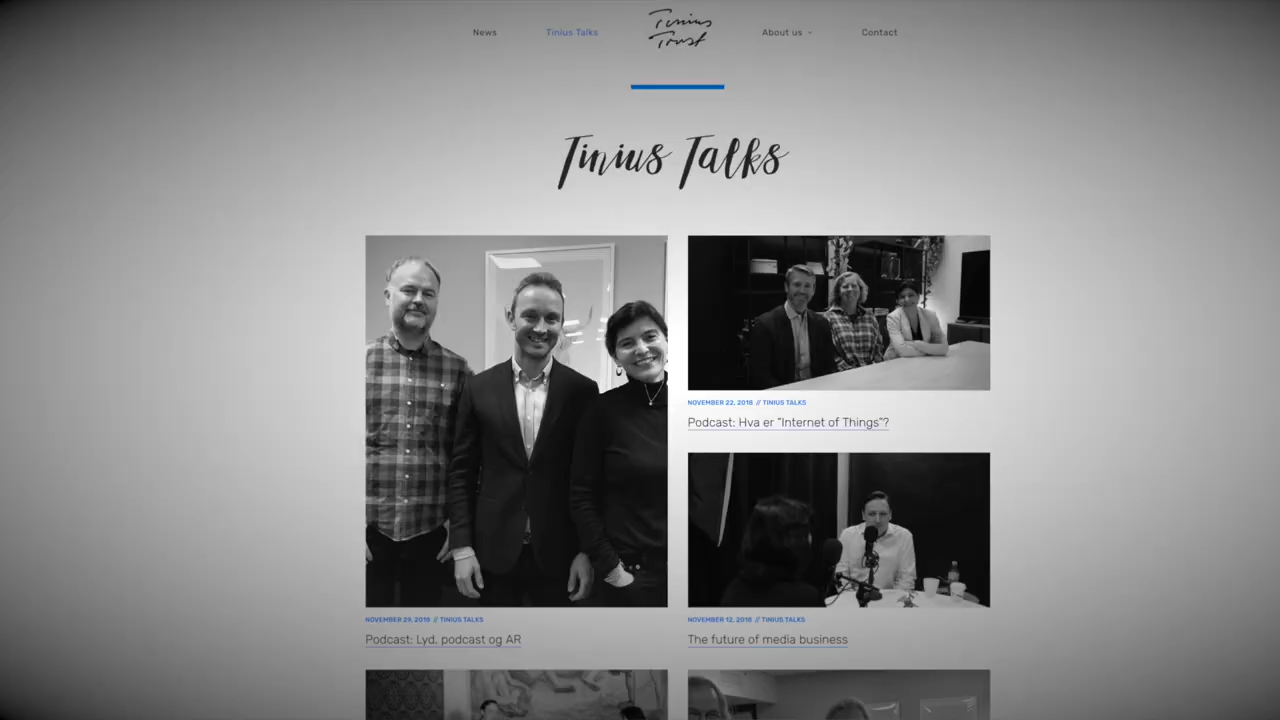 News
Tinius Talks
Tinius
Trust
About us
Contact
Tinius Talks
NOVEMBER 22, 2018 // TINIUS TALKS
Podcast: Hva er "Internet of Things"?
NOVEMBER 29, 2018 // TINIUS TALKS
Podcast: Lyd, podcast og AR
NOVEMBER 12, 2018 // TINIUS TALKS
The future of media business